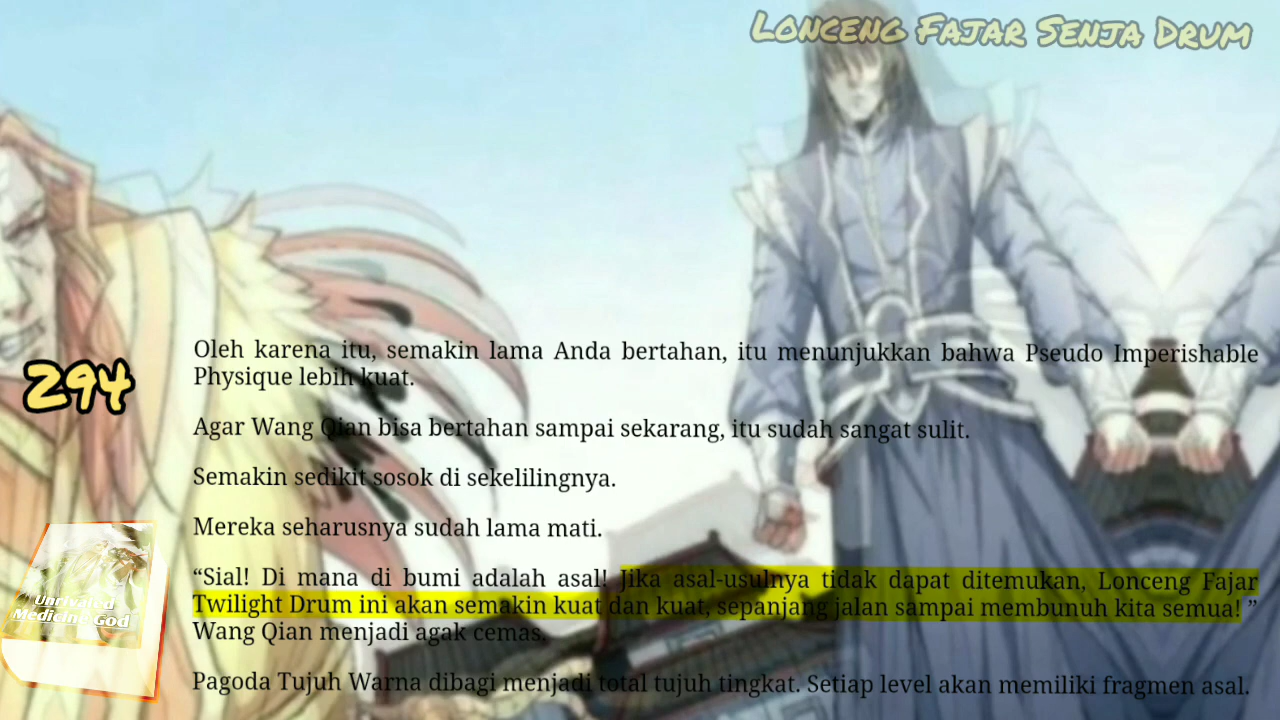 Lonceng Fajar Senja Drum
Oleh karena itu, semakin lama Anda bertahan, itu menunjukkan bahwa Pseudo Imperishable
Physique lebih kuat.
294
Agar Wang Qian bisa bertahan sampai sekarang, itu sudah sangat sulit.
Semakin sedikit sosok di sekelilingnya.
Mereka seharusnya sudah lama mati.
“Sial! Di mana di bumi adalah asal! Jika asal-usulnya tidak dapat ditemukan, Lonceng Fajar
Twilight Drum ini akan semakin kuat dan kuat, sepanjang jalan sampai membunuh kita semua! ”
Wang Qian menjadi agak cemas.
Unrivaled
Medicine God
Pagoda Tujuh Warna dibagi menjadi total tujuh tingkat. Setiap level akan memiliki fragmen asal.